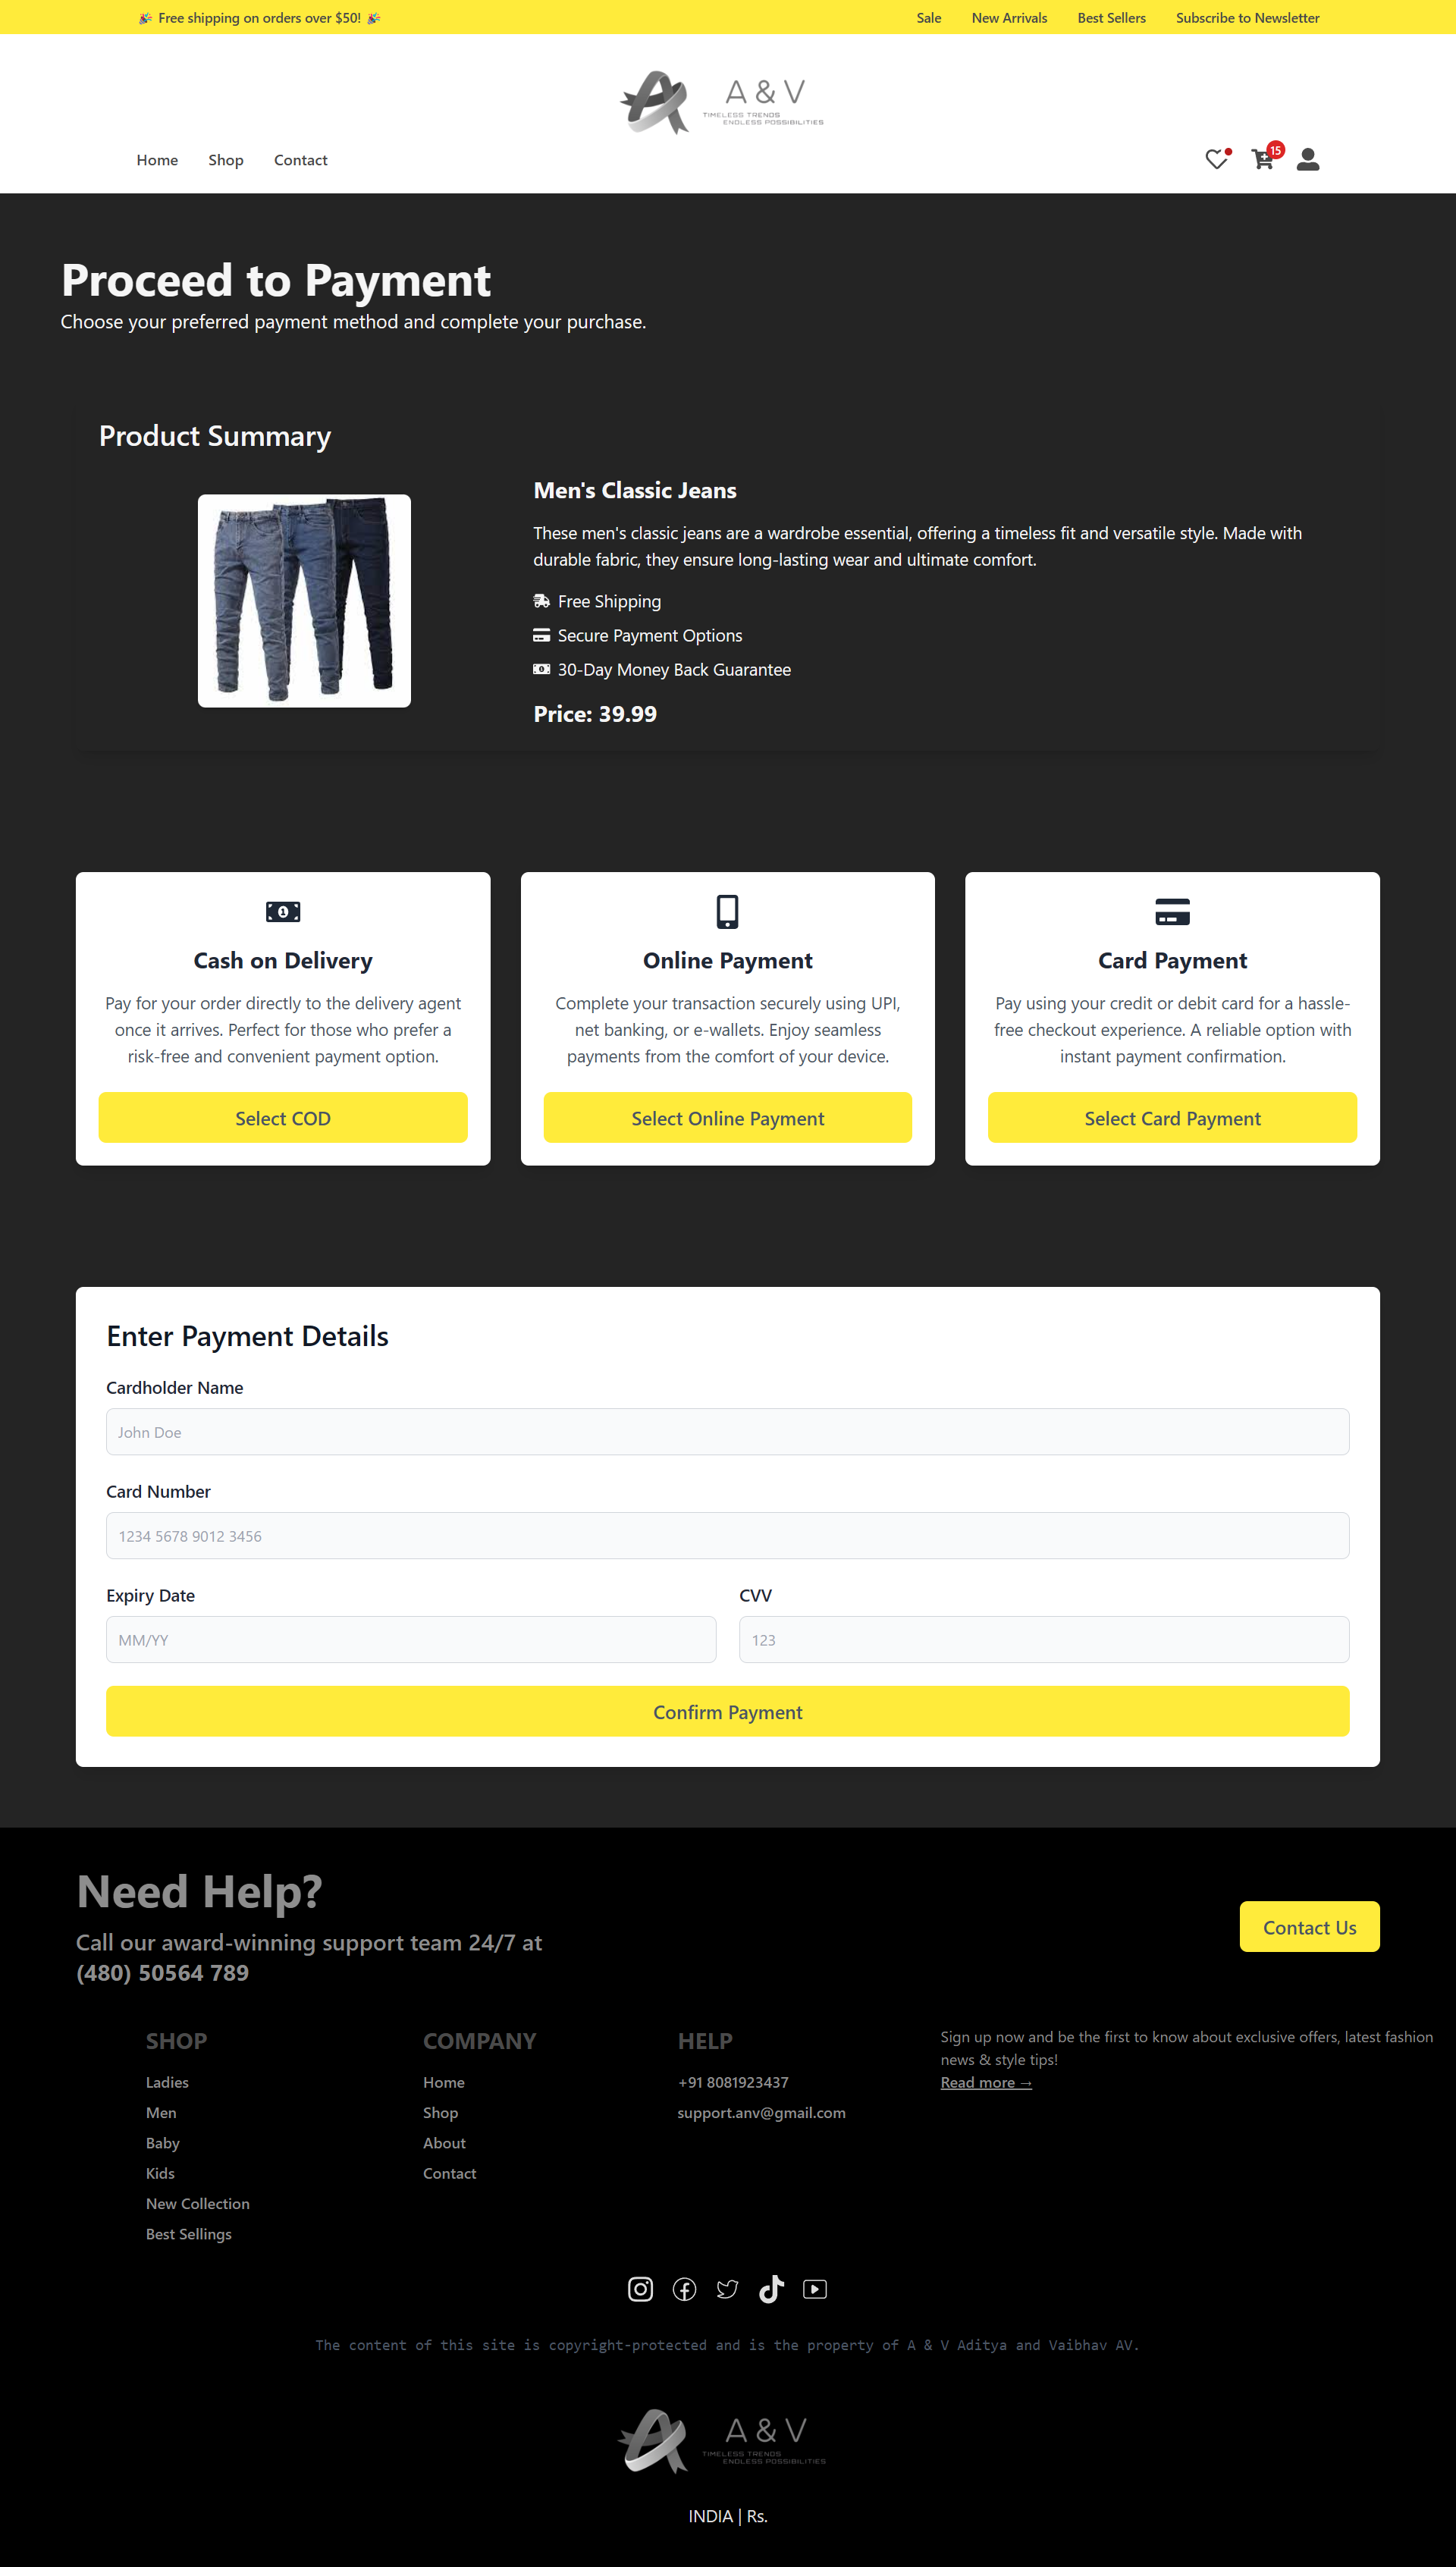 🎉 Free shipping on orders over $50! 🎉
Sale New Arrivals Best Sellers Subscribe to Newsletter
A & V
TIMELESS TRENDS
ENDLESS POSSIBILITIES
Home Shop Contact
15
Proceed to Payment
Choose your preferred payment method and complete your purchase.
Product Summary
Men's Classic Jeans
These men's classic jeans are a wardrobe essential, offering a timeless fit and versatile style. Made with
durable fabric, they ensure long-lasting wear and ultimate comfort.
Free Shipping
Secure Payment Options
30-Day Money Back Guarantee
Price: 39.99
Cash on Delivery
Pay for your order directly to the delivery agent
once it arrives. Perfect for those who prefer a
risk-free and convenient payment option.
Select COD
Online Payment
Complete your transaction securely using UPI,
net banking, or e-wallets. Enjoy seamless
payments from the comfort of your device.
Select Online Payment
Card Payment
Pay using your credit or debit card for a hassle-
free checkout experience. A reliable option with
instant payment confirmation.
Select Card Payment
Enter Payment Details
Cardholder Name
John Doe
Card Number
1234 5678 9012 3456
Expiry Date
MM/YY
CVV
123
Confirm Payment
Need Help?
Call our award-winning support team 24/7 at
(480) 50564 789
Contact Us
SHOP
Ladies
Men
Baby
Kids
New Collection
Best Sellings
COMPANY
Home
Shop
About
Contact
HELP
+91 8081923437
support.anv@gmail.com
Sign up now and be the first to know about exclusive offers, latest fashion
news & style tips!
Read more →
The content of this site is copyright-protected and is the property of A & V Aditya and Vaibhav AV.
A & V
TIMELESS TRENDS
ENDLESS POSSIBILITIES
INDIA | Rs.